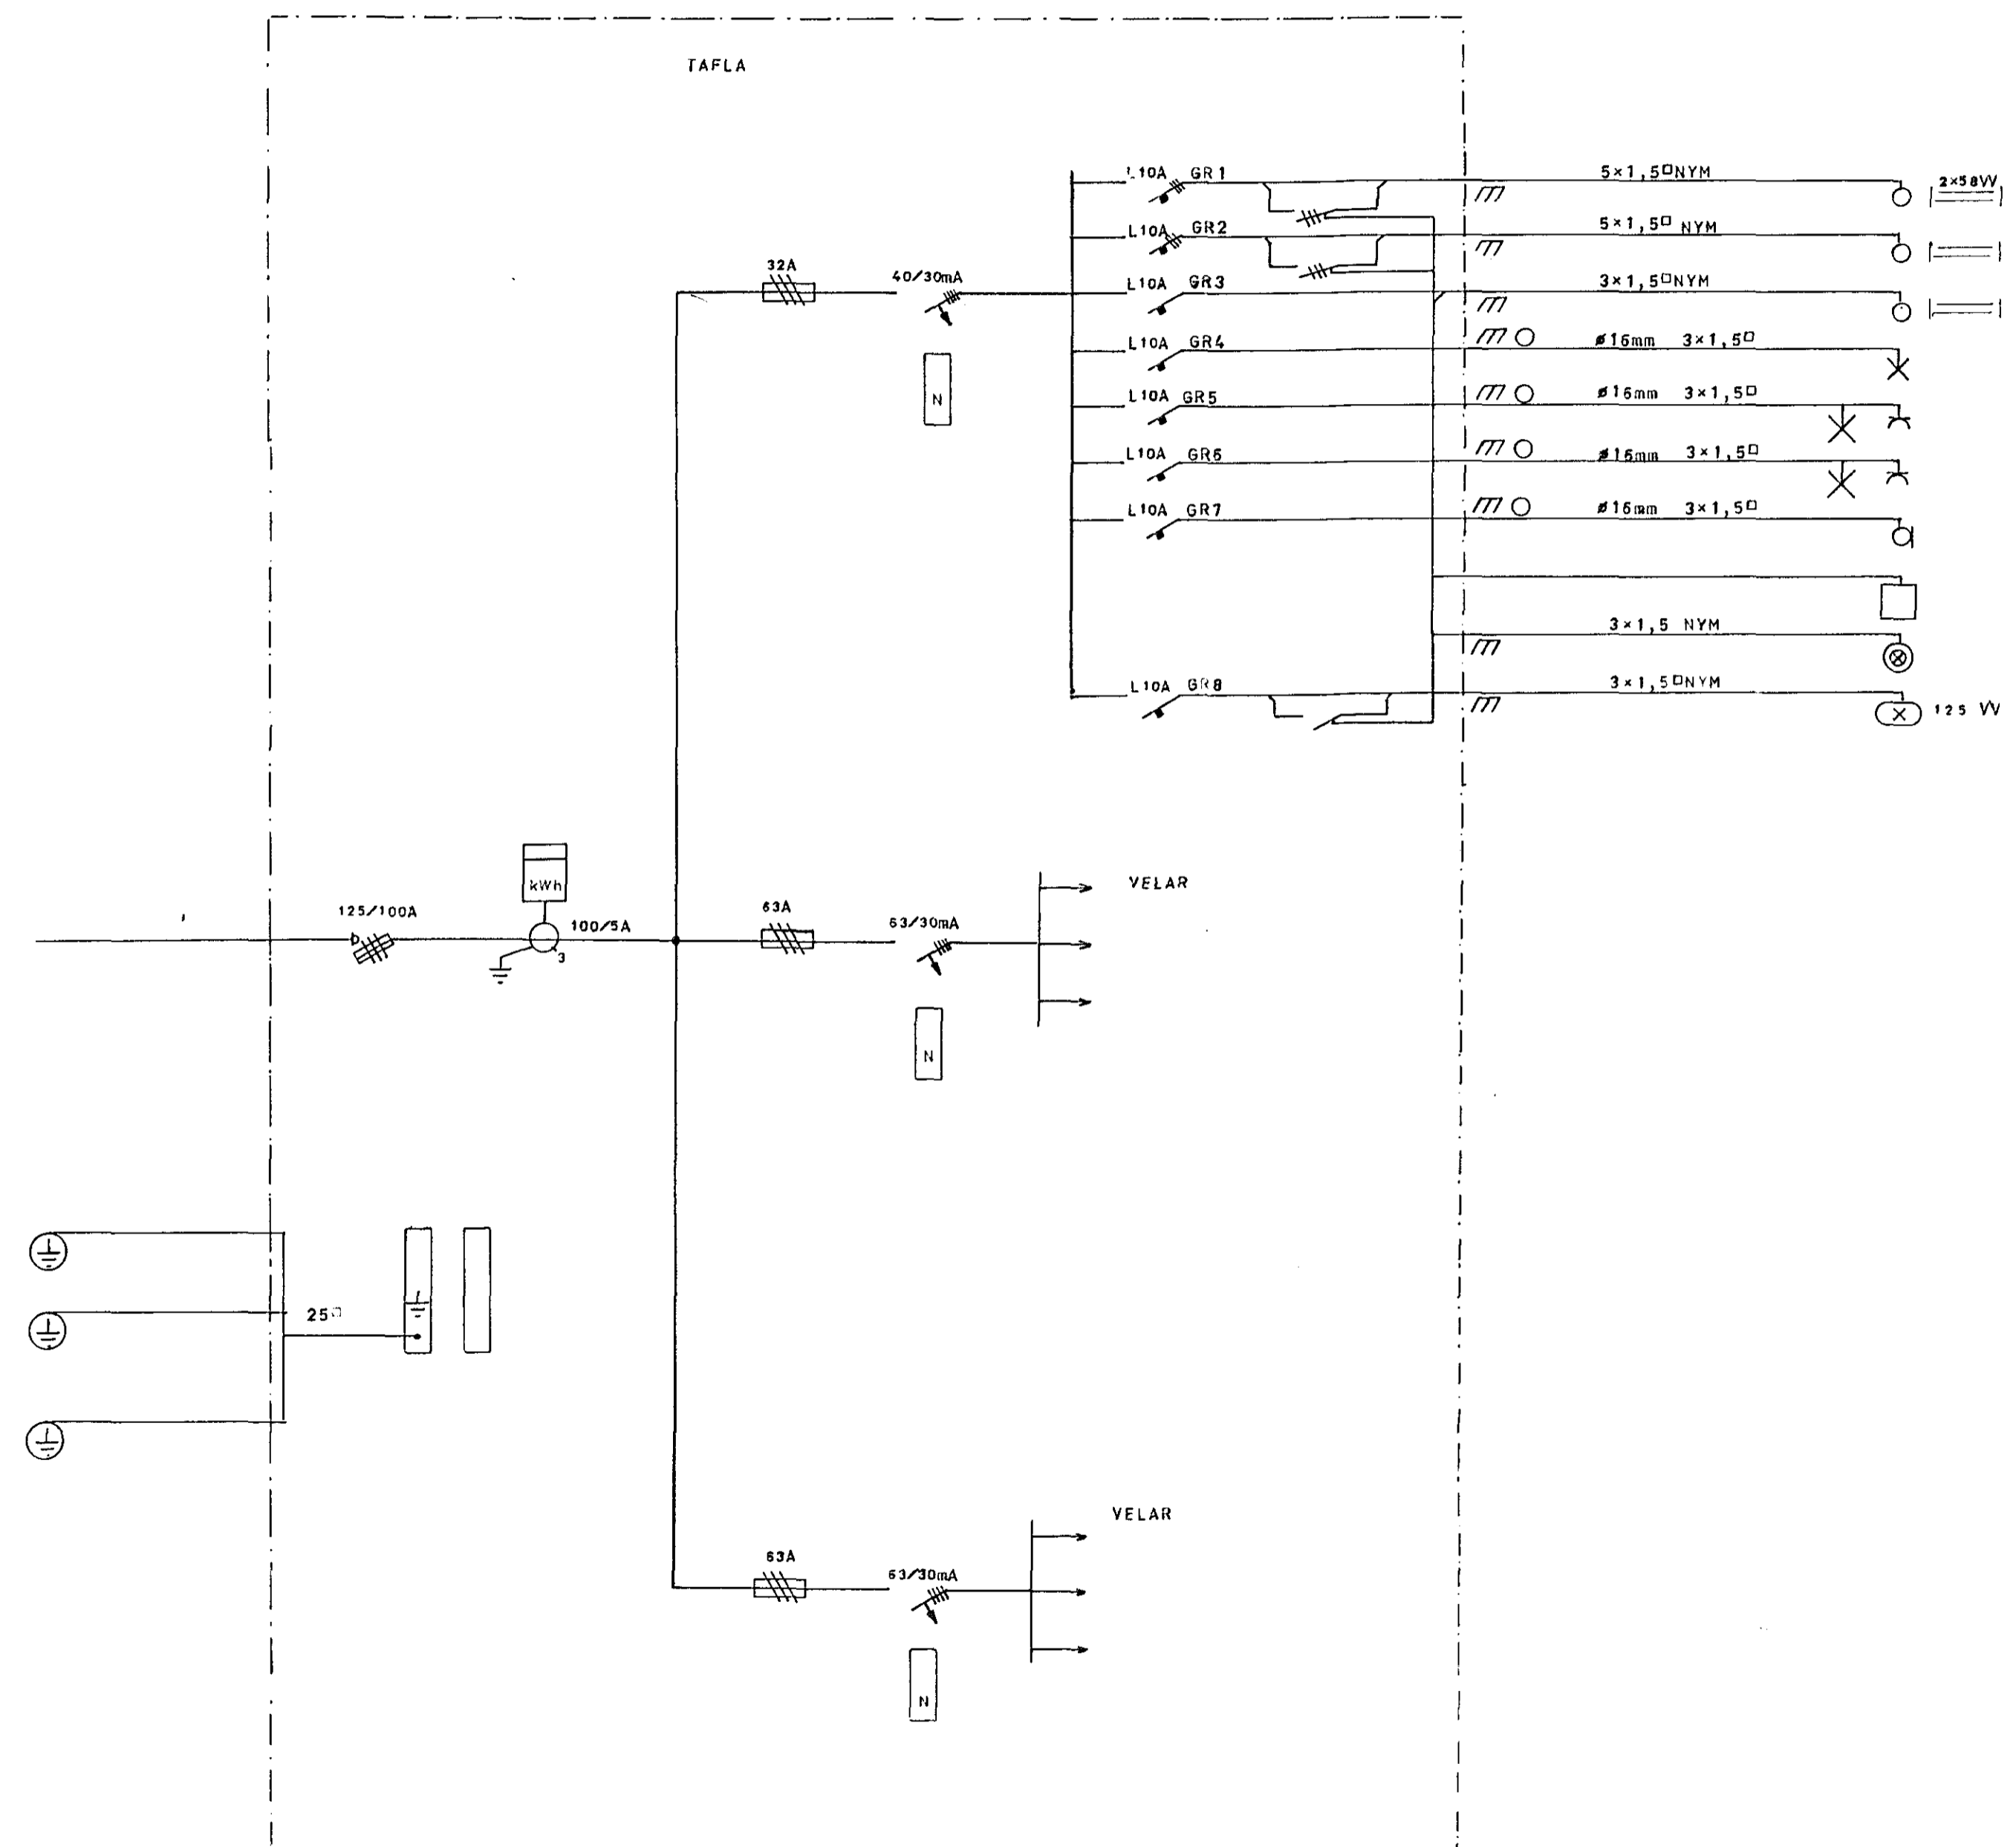 TAFLA
L10A GR1 5×1,5□NYM 2×58W
L10A GR2 5×1,5□ NYM
32A 40/30mA L10A GR3 3×1,5□NYM
L10A GR4 ø16mm 3×1,5□
N L10A GR5 ø16mm 3×1,5□
L10A GR6 ø16mm 3×1,5□
L10A GR7 ø16mm 3×1,5□
3×1,5 NYM
L10A GR8 3×1,5□NYM
125 W
kWh VELAR
125/100A 100/5A 63A 63/30mA
3
N
25□
VELAR
63A 63/30mA
N